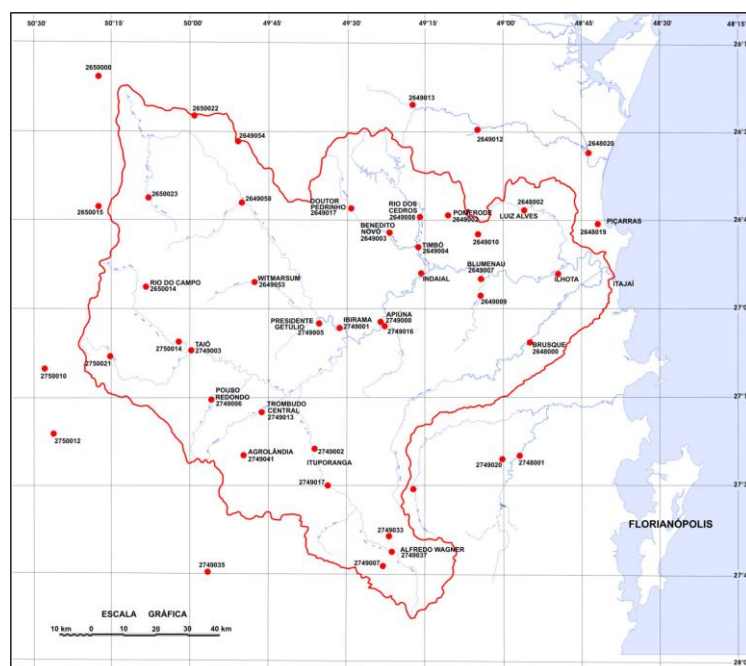 50°30'
50°15'
50°00'
49°45'
49°30'
49°15'
49°00'
48°45'
48°30'
2650000
2650022
2649013
2649054
2649012
2648020
2650023
2650015
2649058
DOUTOR
PEDRINHO
2649017
RIO DOS
CEDROS
2649008
POMERODE
2649002
2648002
LUIZ ALVES
PIÇARRAS
2648019
BENEDITO
NOVO
2649003
2649010
TIMBÓ
2649004
BLUMENAU
2649007
INDAIAL
ILHOTA
ITAJAÍ
RIO DO CAMPO
2650014
WITMARSUM
2649053
2649009
PRESIDENTE
GETÚLIO
2749005
IBIRAMA
2749001
APIÚNA
2749000
2749016
BRUSQUE
2648000
2750014
TAIÓ
2749003
2750021
2750010
POUSO
REDONDO
2749006
TROMBUDO
CENTRAL
2749013
2750012
AGROLÂNDIA
2749041
2749002
ITUPORANGA
2749017
2749020
2748001
2749033
ALFREDO WAGNER
2749037
2749007
2749035
FLORIANÓPOLIS
ESCALA GRÁFICA
10 km 0 10 20 30 40 km